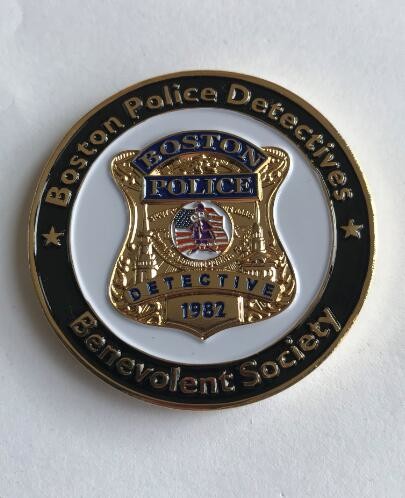 Boston Police Detectives
BOSTON
POLICE
DETECTIVE
1982
Benevolent Society